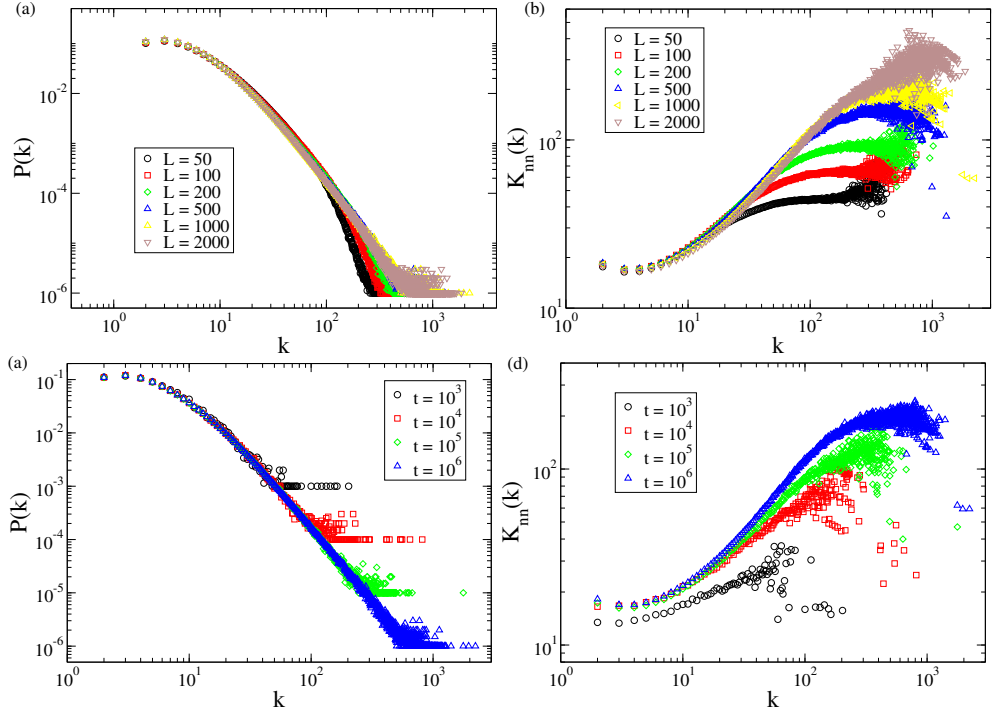 (a)
10^-2
10^-4
10^-6
P(k)
L = 50
L = 100
L = 200
L = 500
L = 1000
L = 2000
10^0
10^1
10^2
10^3
k
(b)
10^2
10^1
K_nn(k)
L = 50
L = 100
L = 200
L = 500
L = 1000
L = 2000
10^0
10^1
10^2
10^3
k
(a)
10^-1
10^-2
10^-3
10^-4
10^-5
10^-6
P(k)
t = 10^3
t = 10^4
t = 10^5
t = 10^6
10^0
10^1
10^2
10^3
k
(d)
10^2
10^1
K_nn(k)
t = 10^3
t = 10^4
t = 10^5
t = 10^6
10^0
10^1
10^2
10^3
k